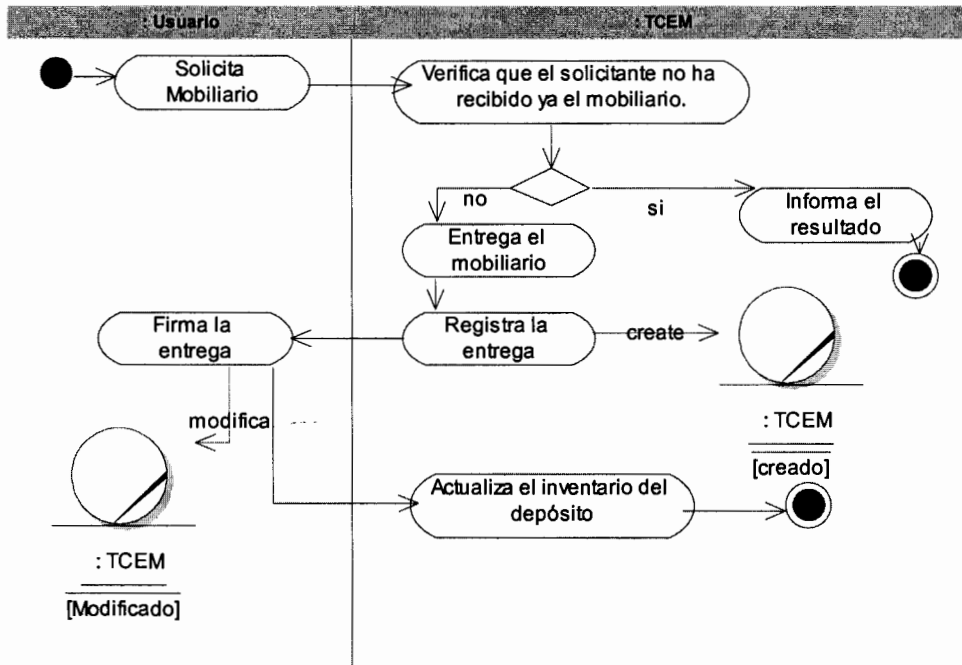 : Usuario
: TCEM
Solicita
Mobiliario
Verifica que el solicitante no ha
recibido ya el mobiliario.
no
si
Informa el
resultado
Entrega el
mobiliario
Firma la
entrega
Registra la
entrega
create
: TCEM
[creado]
modifica
Actualiza el inventario del
depósito
: TCEM
[Modificado]